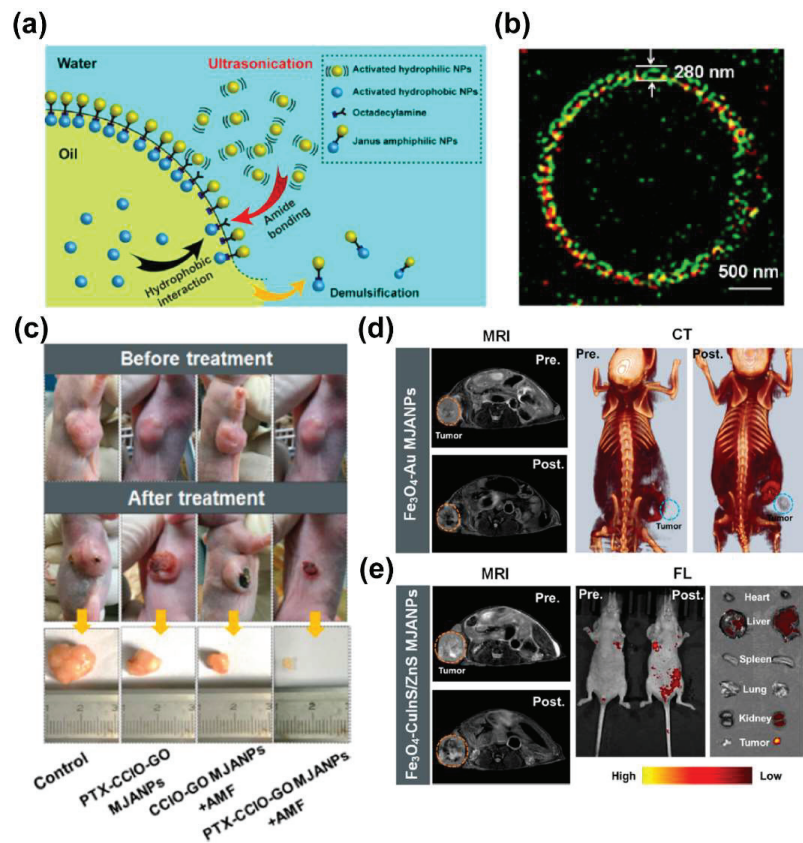 (a)
Water
Ultrasonication
Activated hydrophilic NPs
Activated hydrophobic NPs
Octadecylamine
Janus amphiphilic NPs
Oil
Amide
bonding
Hydrophobic
interaction
Demulsification
(b)
280 nm
500 nm
(c)
Before treatment
After treatment
Control
PTX-CCIO-GO
MJANPs
CCIO-GO MJANPs
+AMF
PTX-CCIO-GO MJANPs
+AMF
(d)
MRI
CT
Fe3O4-Au MJANPs
Pre.
Tumor
Post.
Pre.
Tumor
Post.
Tumor
(e)
MRI
FL
Fe3O4-CuInS/ZnS MJANPs
Pre.
Tumor
Post.
Pre.
Post.
Heart
Liver
Spleen
Lung
Kidney
Tumor
High
Low